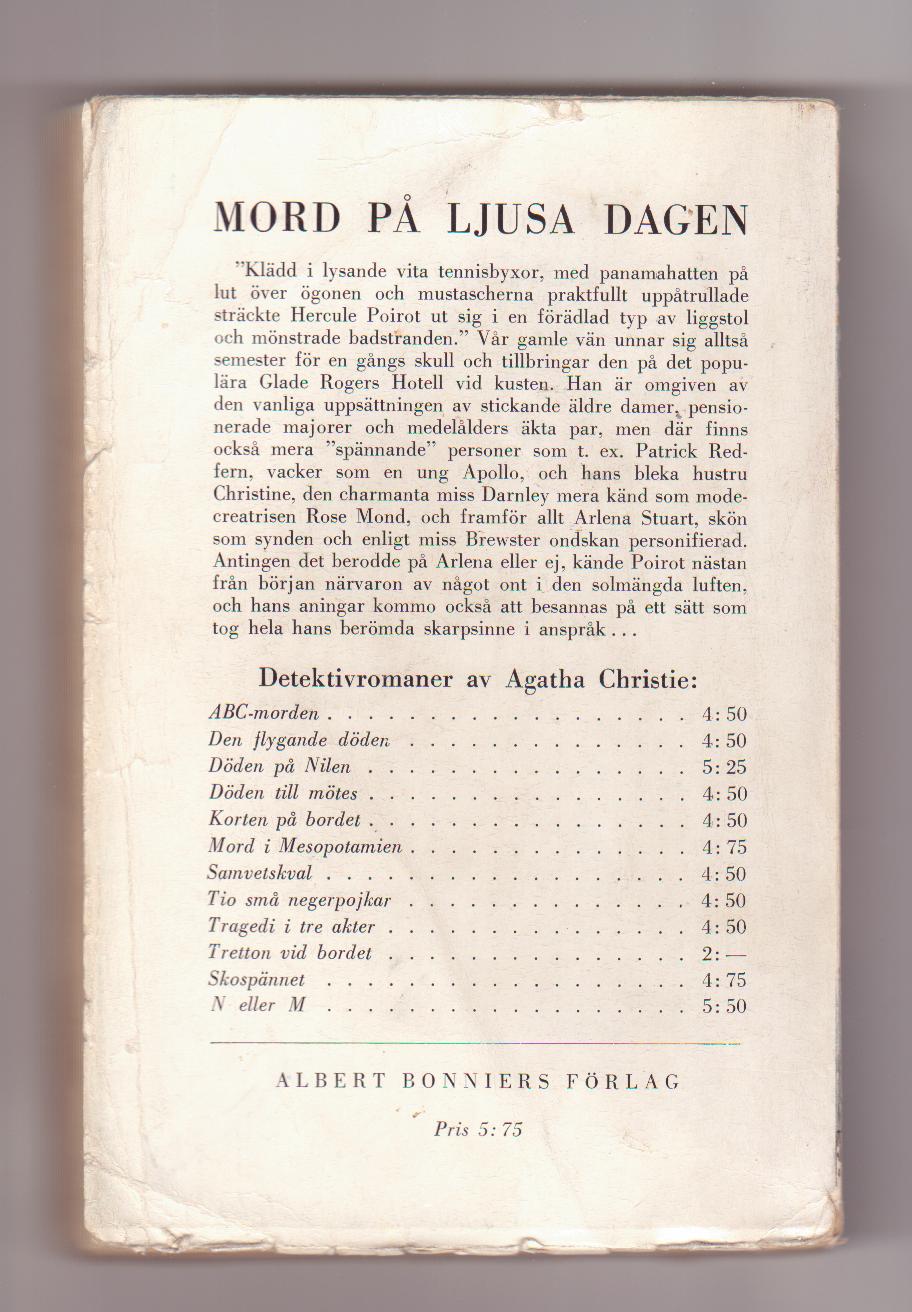 MORD PÅ LJUSA DAGEN
"Klädd i lysande vita tennisbyxor, med panamahatten på
lut över ögonen och mustascherna praktfullt uppåtrullade
sträckte Hercule Poirot ut sig i en förädlad typ av liggstol
och mönstrade badstranden." Vår gamle vän unnar sig alltså
semester för en gångs skull och tillbringar den på det popu-
lära Glade Rogers Hotell vid kusten. Han är omgiven av
den vanliga uppsättningen av stickande äldre damer, pensio-
nerade majorer och medelålders äkta par, men där finns
också mera "spännande" personer som t. ex. Patrick Red-
fern, vacker som en ung Apollo, och hans bleka hustru
Christine, den charmanta miss Darnley mera känd som mode-
creatrisen Rose Mond, och framför allt Arlena Stuart, skön
som synden och enligt miss Brewster ondskan personifierad.
Antingen det berodde på Arlena eller ej, kände Poirot nästan
från början närvaron av något ont i den solmängda luften,
och hans aningar kommo också att besannas på ett sätt som
tog hela hans berömda skarpsinne i anspråk...
Detektivromaner av Agatha Christie:
ABC-morden . . . . . . . . . . . . . . . . . . 4: 50
Den flygande döden . . . . . . . . . . . . . . 4: 50
Döden på Nilen . . . . . . . . . . . . . . . . 5: 25
Döden till mötes . . . . . . . . . . . . . . . . 4: 50
Korten på bordet . . . . . . . . . . . . . . . . 4: 50
Mord i Mesopotamien . . . . . . . . . . . . . . 4: 75
Samvetskval . . . . . . . . . . . . . . . . . . 4: 50
Tio små negerpojkar . . . . . . . . . . . . . . 4: 50
Tragedi i tre akter . . . . . . . . . . . . . . . 4: 50
Tretton vid bordet . . . . . . . . . . . . . . . 2: —
Skospännet . . . . . . . . . . . . . . . . . . 4: 75
N eller M . . . . . . . . . . . . . . . . . . 5: 50
ALBERT BONNIERS FÖRLAG
Pris 5: 75